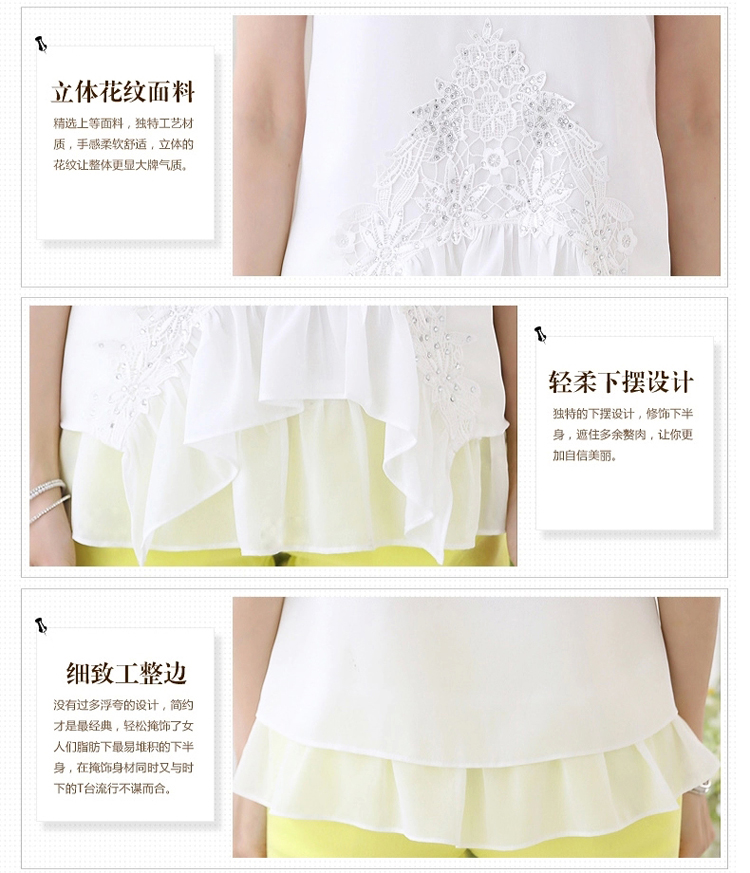 立体花纹面料
精选上等面料，独特工艺材
质，手感柔软舒适，立体的
花纹让整体更显大牌气质。
轻柔下摆设计
独特的下摆设计，修饰下半
身，遮住多余赘肉，让你更
加自信美丽。
细致工整边
没有过多浮夸的设计，简约
才是最经典，轻松掩饰了女
人们脂肪下最易堆积的下半
身，在掩饰身材同时又与时
下的T台流行不谋而合。